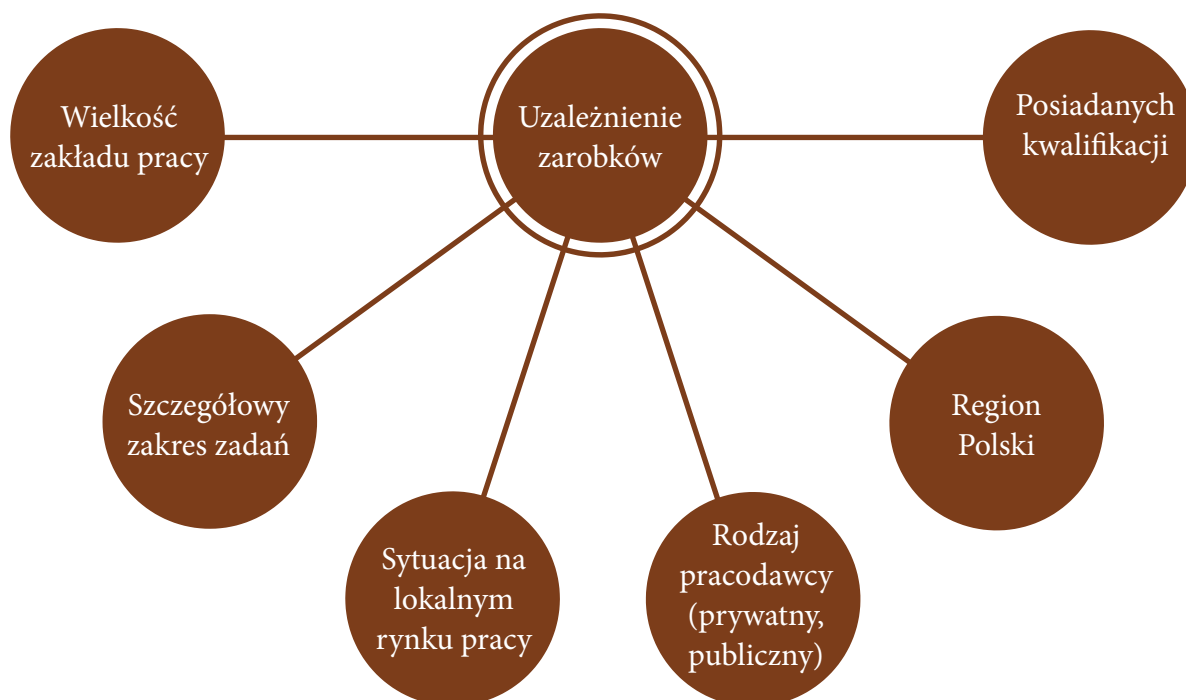 Wielkość
zakładu pracy
Uzależnienie
zarobków
Posiadanych
kwalifikacji
Szczegółowy
zakres zadań
Region
Polski
Sytuacja na
lokalnym
rynku pracy
Rodzaj
pracodawcy
(prywatny,
publiczny)